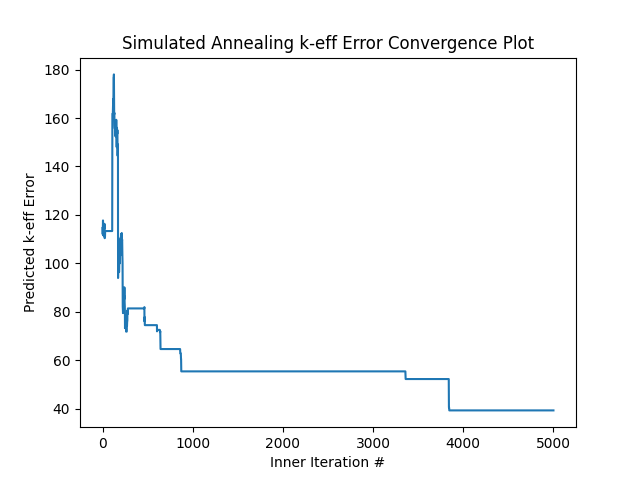 Simulated Annealing k-eff Error Convergence Plot
180
160
140
120
100
80
60
40
Predicted k-eff Error
0 1000 2000 3000 4000 5000
Inner Iteration #